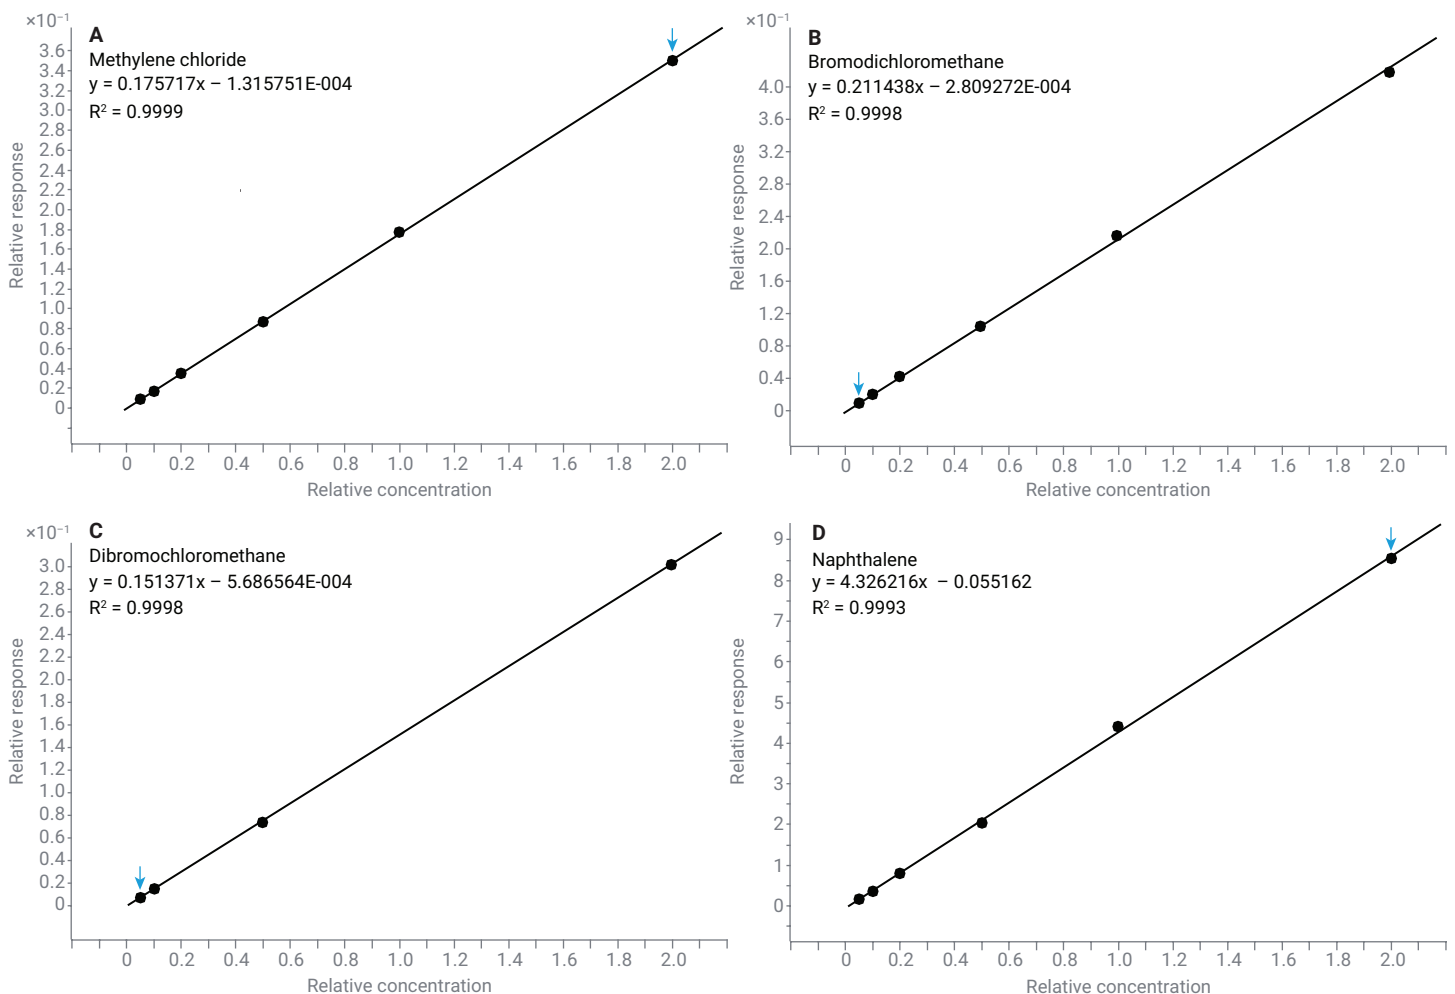 ×10⁻¹
A
Methylene chloride
y = 0.175717x – 1.315751E-004
R² = 0.9999
3.6
3.4
3.2
3.0
2.8
2.6
2.4
2.2
2.0
1.8
1.6
1.4
1.2
1.0
0.8
0.6
0.4
0.2
0
Relative response
0 0.2 0.4 0.6 0.8 1.0 1.2 1.4 1.6 1.8 2.0
Relative concentration
×10⁻¹
B
Bromodichloromethane
y = 0.211438x – 2.809272E-004
R² = 0.9998
4.0
3.6
3.2
2.8
2.4
2.0
1.6
1.2
0.8
0.4
0
Relative response
0 0.2 0.4 0.6 0.8 1.0 1.2 1.4 1.6 1.8 2.0
Relative concentration
×10⁻¹
C
Dibromochloromethane
y = 0.151371x – 5.686564E-004
R² = 0.9998
3.0
2.8
2.6
2.4
2.2
2.0
1.8
1.6
1.4
1.2
1.0
0.8
0.6
0.4
0.2
0
Relative response
0 0.2 0.4 0.6 0.8 1.0 1.2 1.4 1.6 1.8 2.0
Relative concentration
D
Naphthalene
y = 4.326216x – 0.055162
R² = 0.9993
9
8
7
6
5
4
3
2
1
0
Relative response
0 0.2 0.4 0.6 0.8 1.0 1.2 1.4 1.6 1.8 2.0
Relative concentration